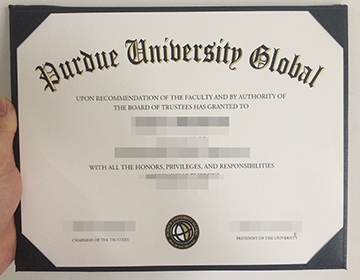 Purdue University Global
UPON RECOMMENDATION OF THE FACULTY AND BY AUTHORITY OF
THE BOARD OF TRUSTEES HAS GRANTED TO
WITH ALL THE HONORS, PRIVILEGES, AND RESPONSIBILITIES
CHAIRMAN OF THE TRUSTEES
PRESIDENT OF THE UNIVERSITY